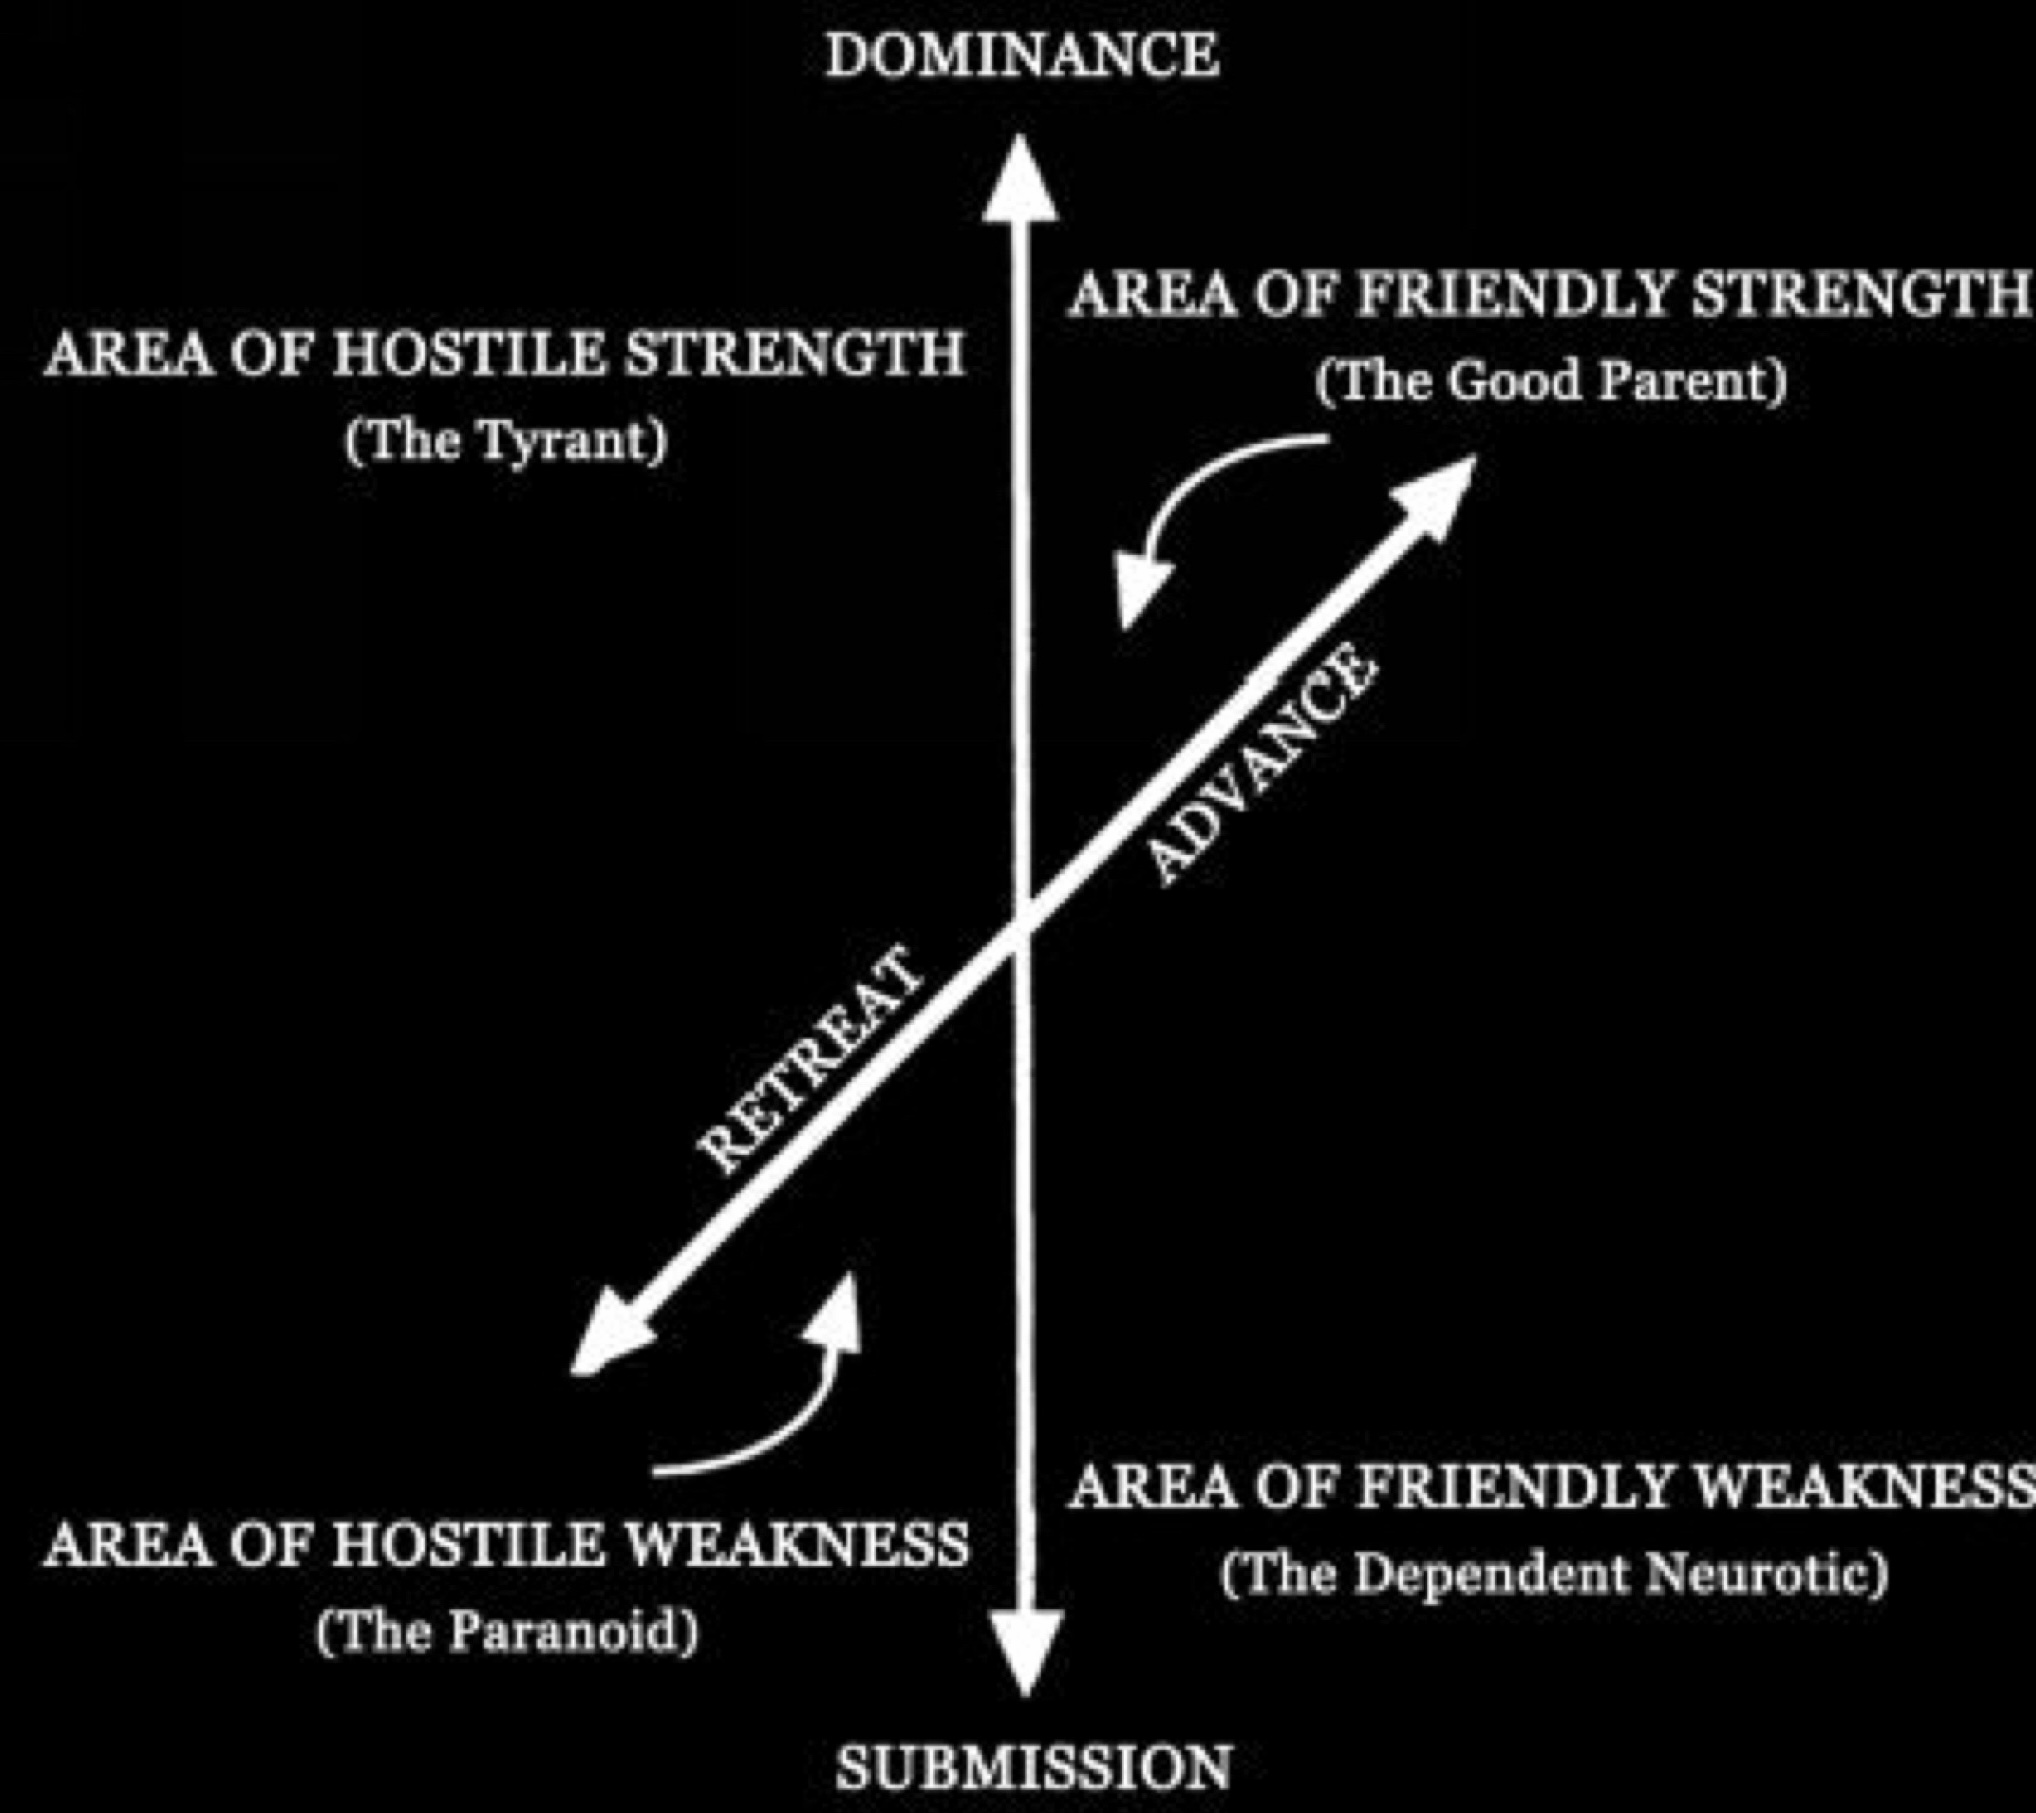 DOMINANCE
AREA OF FRIENDLY STRENGTH
(The Good Parent)
AREA OF HOSTILE STRENGTH
(The Tyrant)
ADVANCE
RETREAT
AREA OF FRIENDLY WEAKNESS
(The Dependent Neurotic)
AREA OF HOSTILE WEAKNESS
(The Paranoid)
SUBMISSION